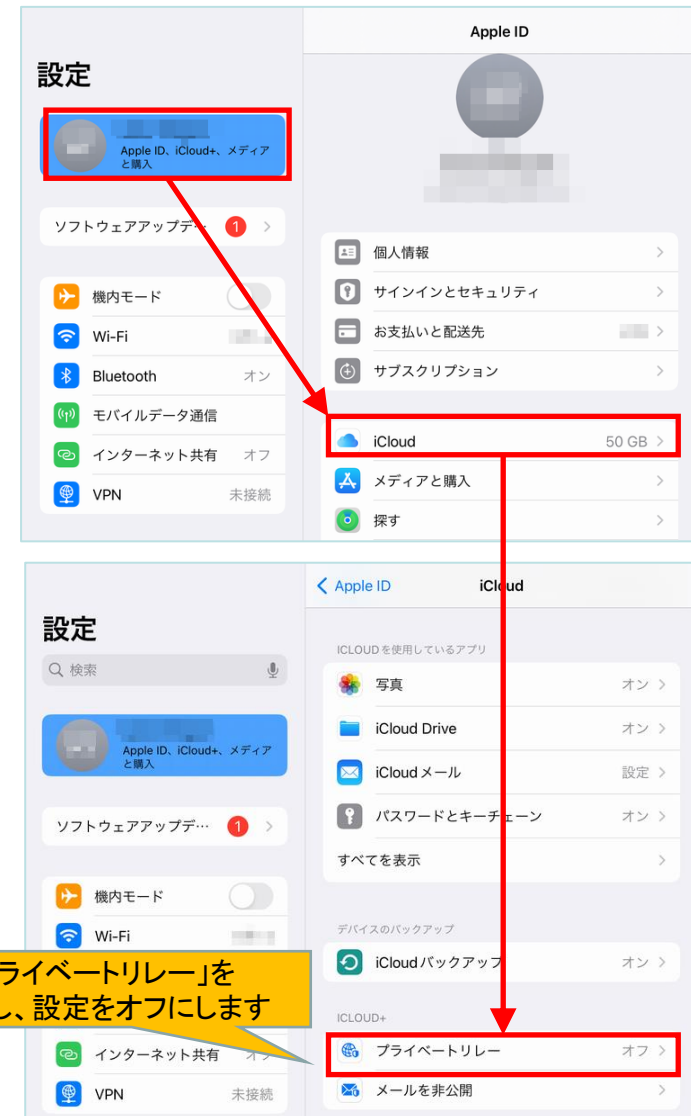 設定
Apple ID、iCloud+、メディア
と購入
ソフトウェアアップデ…
1
機内モード
Wi-Fi
Bluetooth
オン
モバイルデータ通信
インターネット共有
オフ
VPN
未接続
Apple ID
個人情報
サインインとセキュリティ
お支払いと配送先
サブスクリプション
iCloud
50 GB
メディアと購入
探す
設定
検索
Apple ID、iCloud+、メディア
と購入
ソフトウェアアップデ…
1
機内モード
Wi-Fi
ライベートリレー」を
し、設定をオフにします
インターネット共有
VPN
未接続
Apple ID
iCloud
ICLOUDを使用しているアプリ
写真
オン
iCloud Drive
オン
iCloudメール
設定
パスワードとキーチェーン
オン
すべてを表示
デバイスのバックアップ
iCloudバックアップ
オン
ICLOUD+
プライベートリレー
オフ
メールを非公開